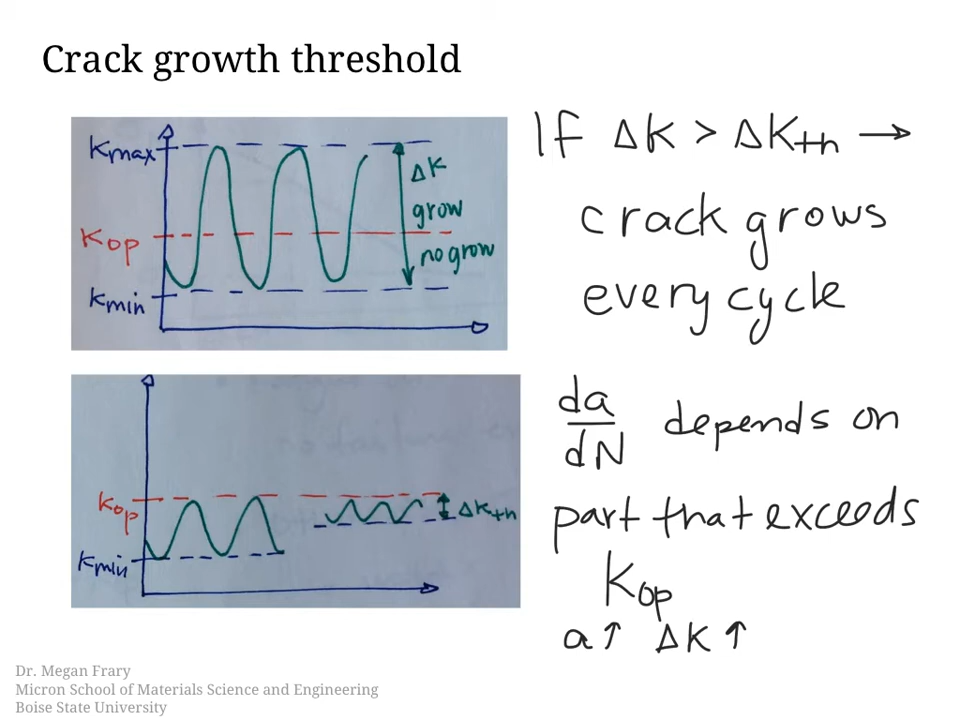 Crack growth threshold
Kmax
ΔK
grow
Kop
no grow
Kmin
If ΔK > ΔKth →
crack grows
every cycle
Kop
ΔKth
Kmin
da/dN depends on
part that exceeds
Kop
a ↑ ΔK ↑
Dr. Megan Frary
Micron School of Materials Science and Engineering
Boise State University